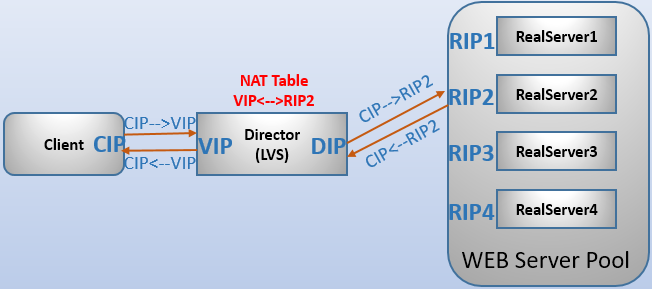 NAT Table
VIP<-->RIP2
Client
CIP
CIP-->VIP
CIP<--VIP
VIP
Director
(LVS)
DIP
CIP-->RIP2
CIP<--RIP2
RIP1
RealServer1
RIP2
RealServer2
RIP3
RealServer3
RIP4
RealServer4
WEB Server Pool